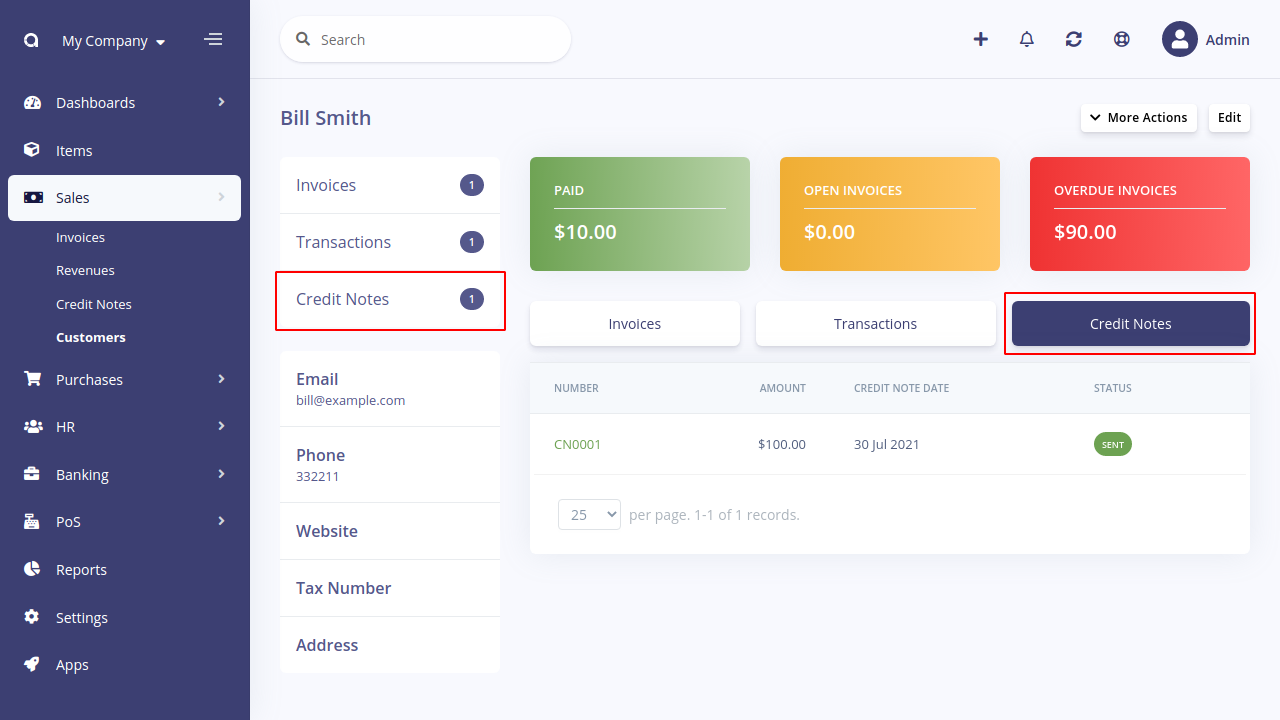 My Company
Search
Admin
Dashboards
Items
Sales
Invoices
Revenues
Credit Notes
Customers
Purchases
HR
Banking
PoS
Reports
Settings
Apps
Bill Smith
More Actions
Edit
Invoices 1
Transactions 1
Credit Notes 1
Email
bill@example.com
Phone
332211
Website
Tax Number
Address
PAID
$10.00
OPEN INVOICES
$0.00
OVERDUE INVOICES
$90.00
Invoices Transactions Credit Notes
NUMBER AMOUNT CREDIT NOTE DATE STATUS
CN0001 $100.00 30 Jul 2021 SENT
25 per page. 1-1 of 1 records.